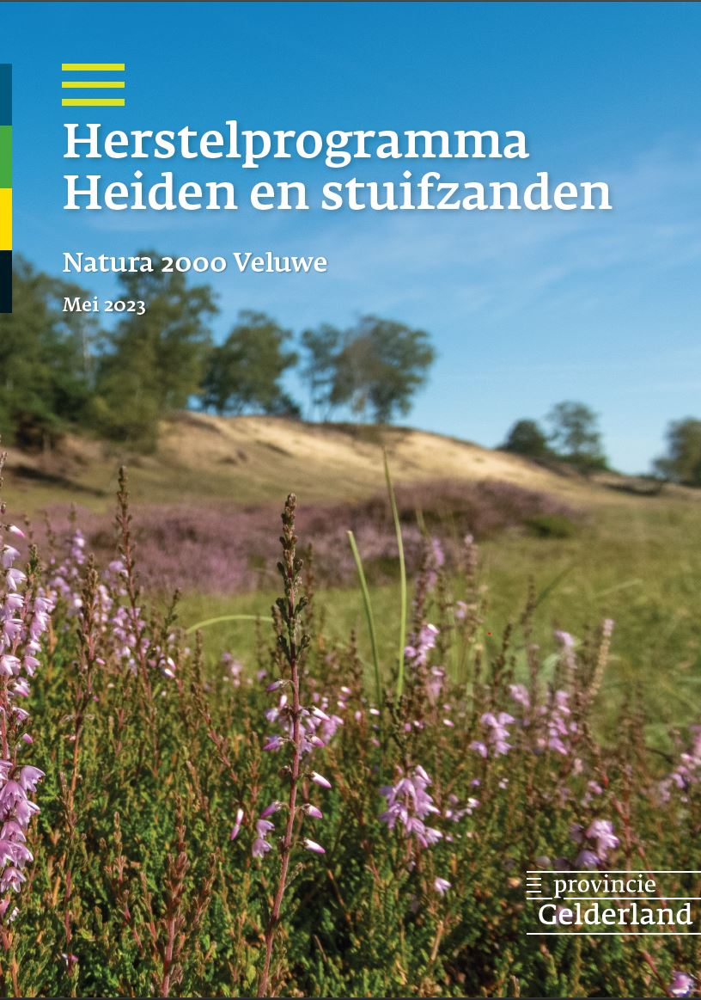 Herstelprogramma
Heiden en stuifzanden
Natura 2000 Veluwe
Mei 2023
provincie
Gelderland